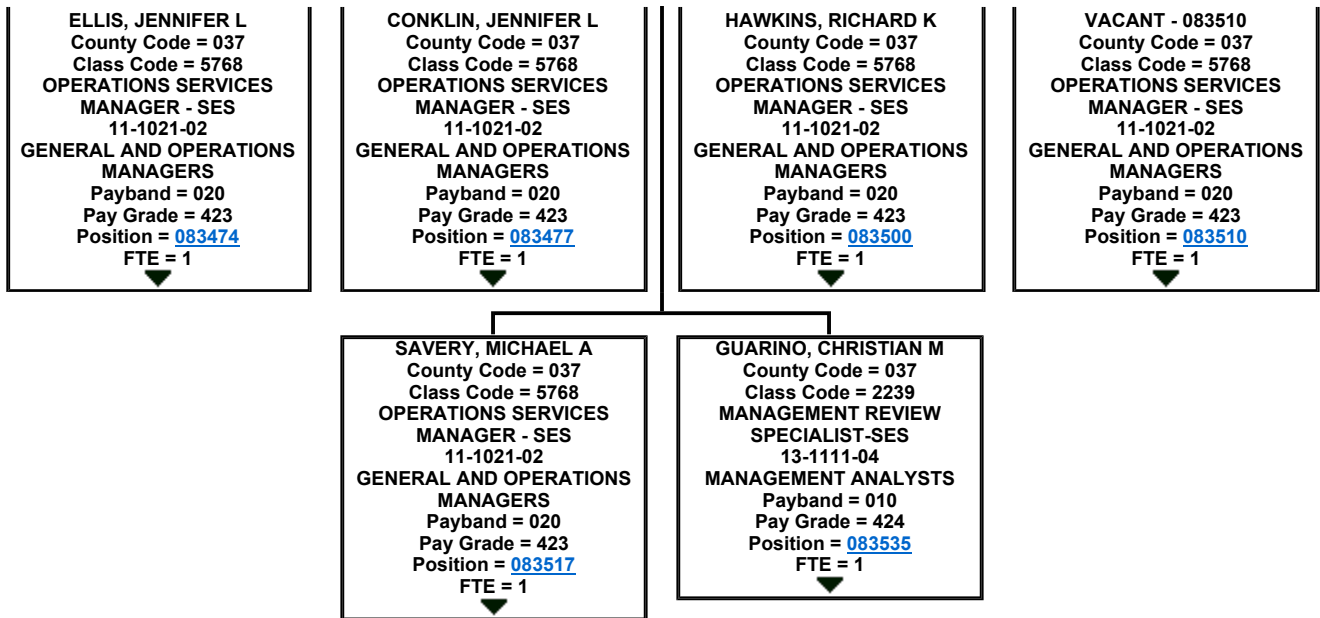 ELLIS, JENNIFER L
County Code = 037
Class Code = 5768
OPERATIONS SERVICES
MANAGER - SES
11-1021-02
GENERAL AND OPERATIONS
MANAGERS
Payband = 020
Pay Grade = 423
Position = 083474
FTE = 1
CONKLIN, JENNIFER L
County Code = 037
Class Code = 5768
OPERATIONS SERVICES
MANAGER - SES
11-1021-02
GENERAL AND OPERATIONS
MANAGERS
Payband = 020
Pay Grade = 423
Position = 083477
FTE = 1
HAWKINS, RICHARD K
County Code = 037
Class Code = 5768
OPERATIONS SERVICES
MANAGER - SES
11-1021-02
GENERAL AND OPERATIONS
MANAGERS
Payband = 020
Pay Grade = 423
Position = 083500
FTE = 1
VACANT - 083510
County Code = 037
Class Code = 5768
OPERATIONS SERVICES
MANAGER - SES
11-1021-02
GENERAL AND OPERATIONS
MANAGERS
Payband = 020
Pay Grade = 423
Position = 083510
FTE = 1
SAVERY, MICHAEL A
County Code = 037
Class Code = 5768
OPERATIONS SERVICES
MANAGER - SES
11-1021-02
GENERAL AND OPERATIONS
MANAGERS
Payband = 020
Pay Grade = 423
Position = 083517
FTE = 1
GUARINO, CHRISTIAN M
County Code = 037
Class Code = 2239
MANAGEMENT REVIEW
SPECIALIST-SES
13-1111-04
MANAGEMENT ANALYSTS
Payband = 010
Pay Grade = 424
Position = 083535
FTE = 1